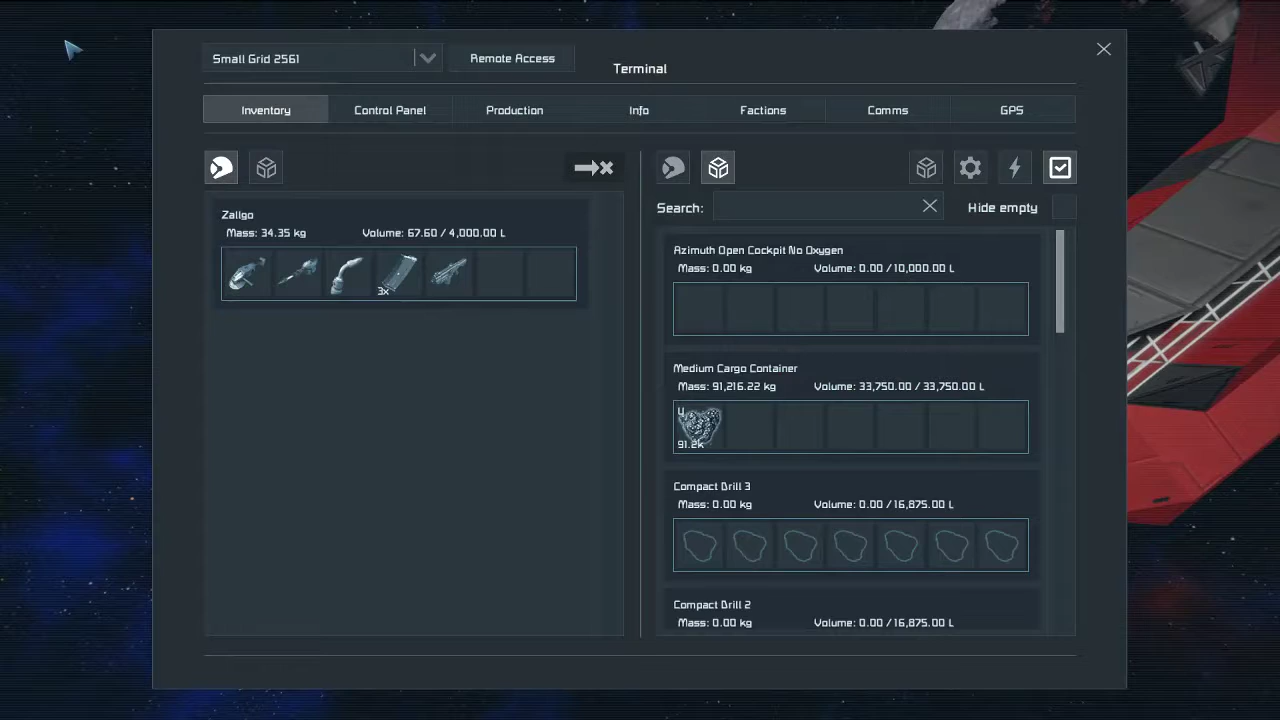 Small Grid 2561
Remote Access
Terminal
Inventory
Control Panel
Production
Info
Factions
Comms
GPS
Zaligo
Mass: 34.35 kg
Volume: 67.60 / 4,000.00 L
3x
Search:
Hide empty
Azimuth Open Cockpit No Oxygen
Mass: 0.00 kg
Volume: 0.00 / 10,000.00 L
Medium Cargo Container
Mass: 91,216.22 kg
Volume: 33,750.00 / 33,750.00 L
U
91.2k
Compact Drill 3
Mass: 0.00 kg
Volume: 0.00 / 16,875.00 L
Compact Drill 2
Mass: 0.00 kg
Volume: 0.00 / 16,875.00 L